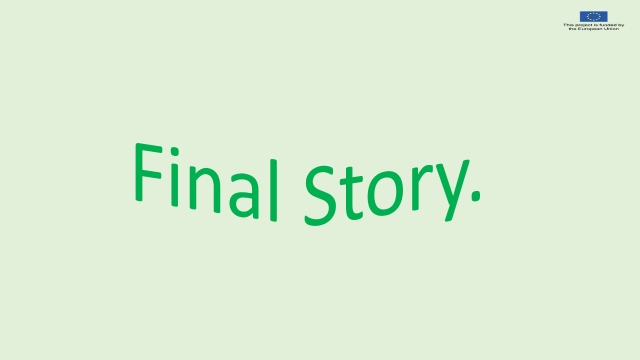 This project is funded by
the European Union
Final Story.